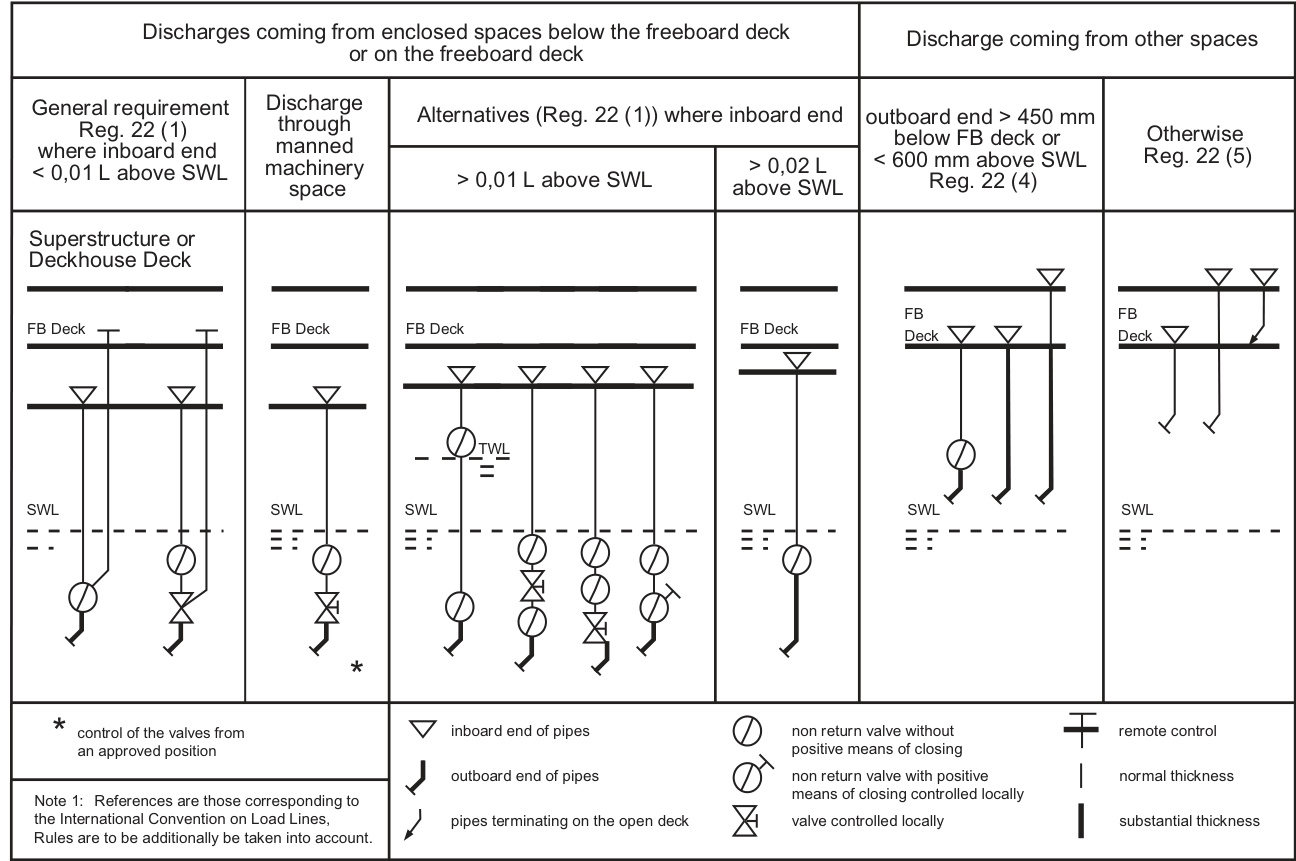 Discharges coming from enclosed spaces below the freeboard deck
or on the freeboard deck
Discharge coming from other spaces
General requirement
Reg. 22 (1)
where inboard end
< 0,01 L above SWL
Discharge
through
manned
machinery
space
Alternatives (Reg. 22 (1)) where inboard end
> 0,01 L above SWL
> 0,02 L
above SWL
outboard end > 450 mm
below FB deck or
< 600 mm above SWL
Reg. 22 (4)
Otherwise
Reg. 22 (5)
Superstructure or
Deckhouse Deck
FB Deck
SWL
FB Deck
SWL
*
FB Deck
TWL
SWL
FB Deck
SWL
FB
Deck
SWL
FB
Deck
SWL
* control of the valves from
an approved position
Note 1: References are those corresponding to
the International Convention on Load Lines,
Rules are to be additionally be taken into account.
inboard end of pipes
outboard end of pipes
pipes terminating on the open deck
non return valve without
positive means of closing
non return valve with positive
means of closing controlled locally
valve controlled locally
remote control
normal thickness
substantial thickness